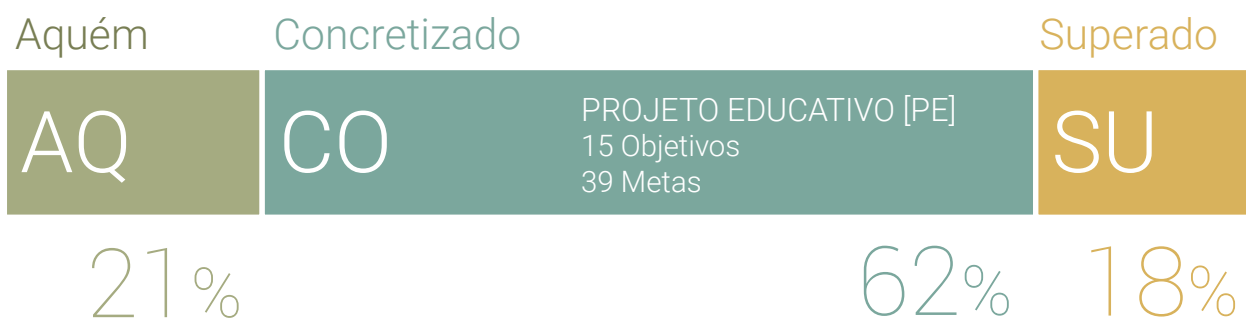 Aquém
Concretizado
Superado
AQ
CO
PROJETO EDUCATIVO [PE]
15 Objetivos
39 Metas
SU
21%
62%
18%